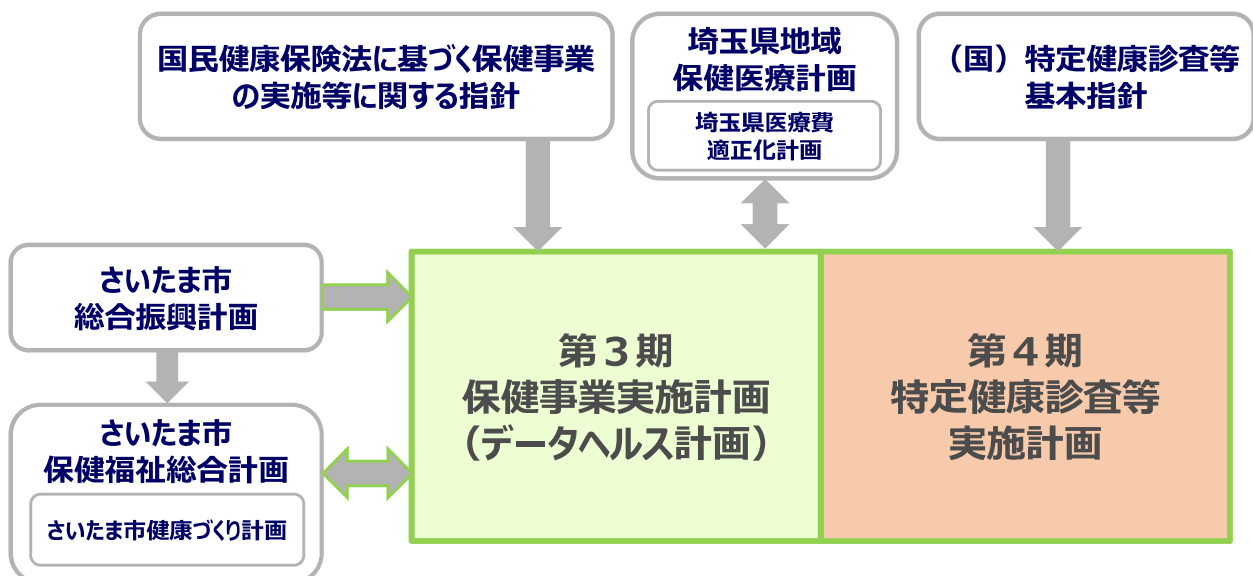 国民健康保険法に基づく保健事業
の実施等に関する指針
埼玉県地域
保健医療計画
埼玉県医療費
適正化計画
（国）特定健康診査等
基本指針
さいたま市
総合振興計画
さいたま市
保健福祉総合計画
さいたま市健康づくり計画
第３期
保健事業実施計画
（データヘルス計画）
第４期
特定健康診査等
実施計画